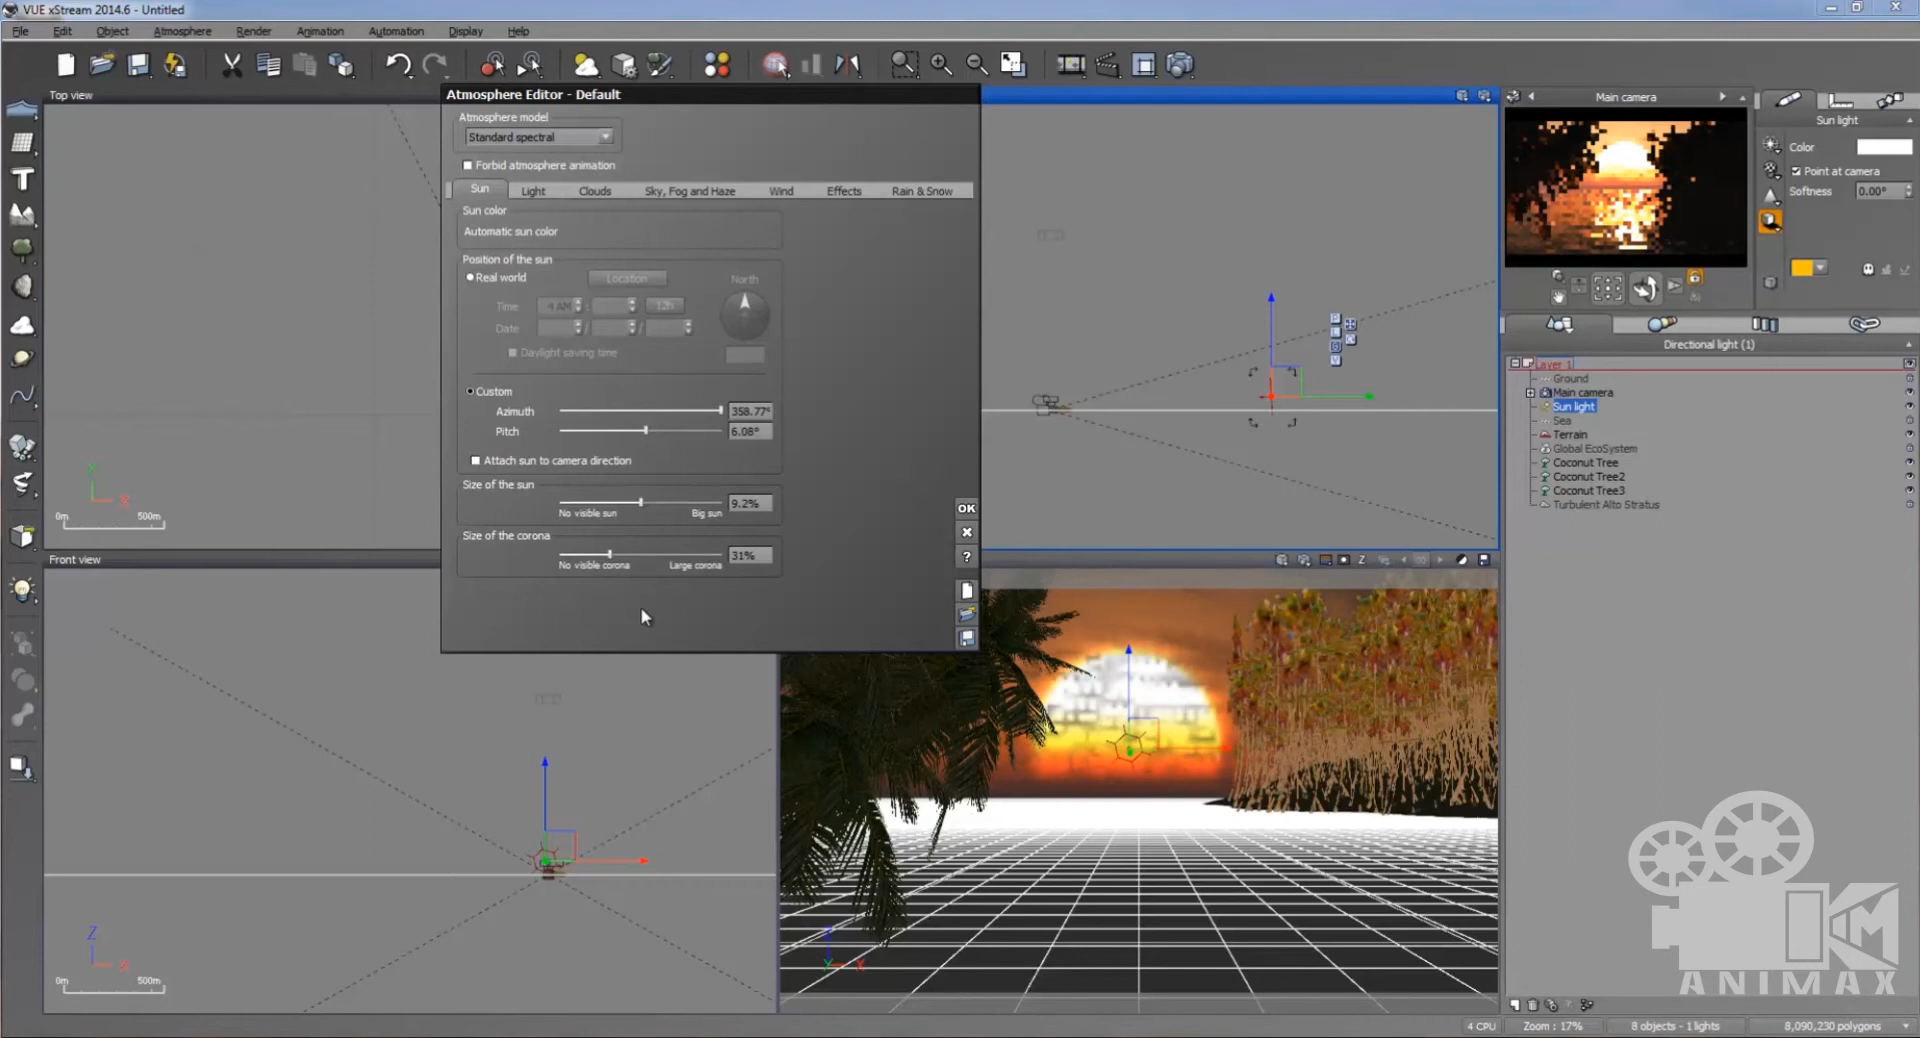 VUE xStream 2014.6 - Untitled
File Edit Object Atmosphere Render Animation Automation Display Help
Top view
Atmosphere Editor - Default
Atmosphere model
Standard spectral
Forbid atmosphere animation
Sun Light Clouds Sky, Fog and Haze Wind Effects Rain & Snow
Sun color
Automatic sun color
Position of the sun
Real world Location North
Time 4 AM : 12h
Date / /
Daylight saving time
Custom
Azimuth 358.77°
Pitch 6.08°
Attach sun to camera direction
Size of the sun
9.2%
No visible sun Big sun
Size of the corona
31%
No visible corona Large corona
OK
?
Main camera
Sun light
Color
Point at camera
Softness 0.00°
Directional light (1)
Layer 1
Ground
Main camera
Sun light
Sea
Terrain
Global EcoSystem
Coconut Tree
Coconut Tree2
Coconut Tree3
Turbulent Alto Stratus
Y
X
0m 500m
Front view
Z
Z
X
0m 500m
Y X
KM
ANIMAX
4 CPU Zoom : 17% 8 objects - 1 lights 8,090,230 polygons